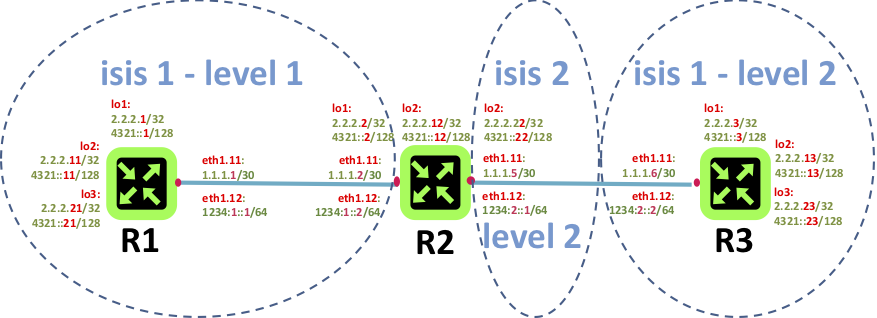 isis 1 - level 1
isis 2
isis 1 - level 2
lo1:
2.2.2.1/32
4321::1/128
lo2:
2.2.2.11/32
4321::11/128
lo3:
2.2.2.21/32
4321::21/128
R1
eth1.11:
1.1.1.1/30
eth1.12:
1234:1::1/64
lo1:
2.2.2.2/32
4321::2/128
lo2:
2.2.2.12/32
4321::12/128
lo2:
2.2.2.22/32
4321::22/128
eth1.11:
1.1.1.2/30
eth1.12:
4:1::2/64
1234:1::2/64
R2
eth1.11:
1.1.1.5/30
eth1.12:
1234:2::1/64
level 2
eth1.11:
1.1.1.6/30
eth1.12:
1234:2::2/64
lo1:
2.2.2.3/32
4321::3/128
lo2:
2.2.2.13/32
4321::13/128
lo3:
2.2.2.23/32
4321::23/128
R3